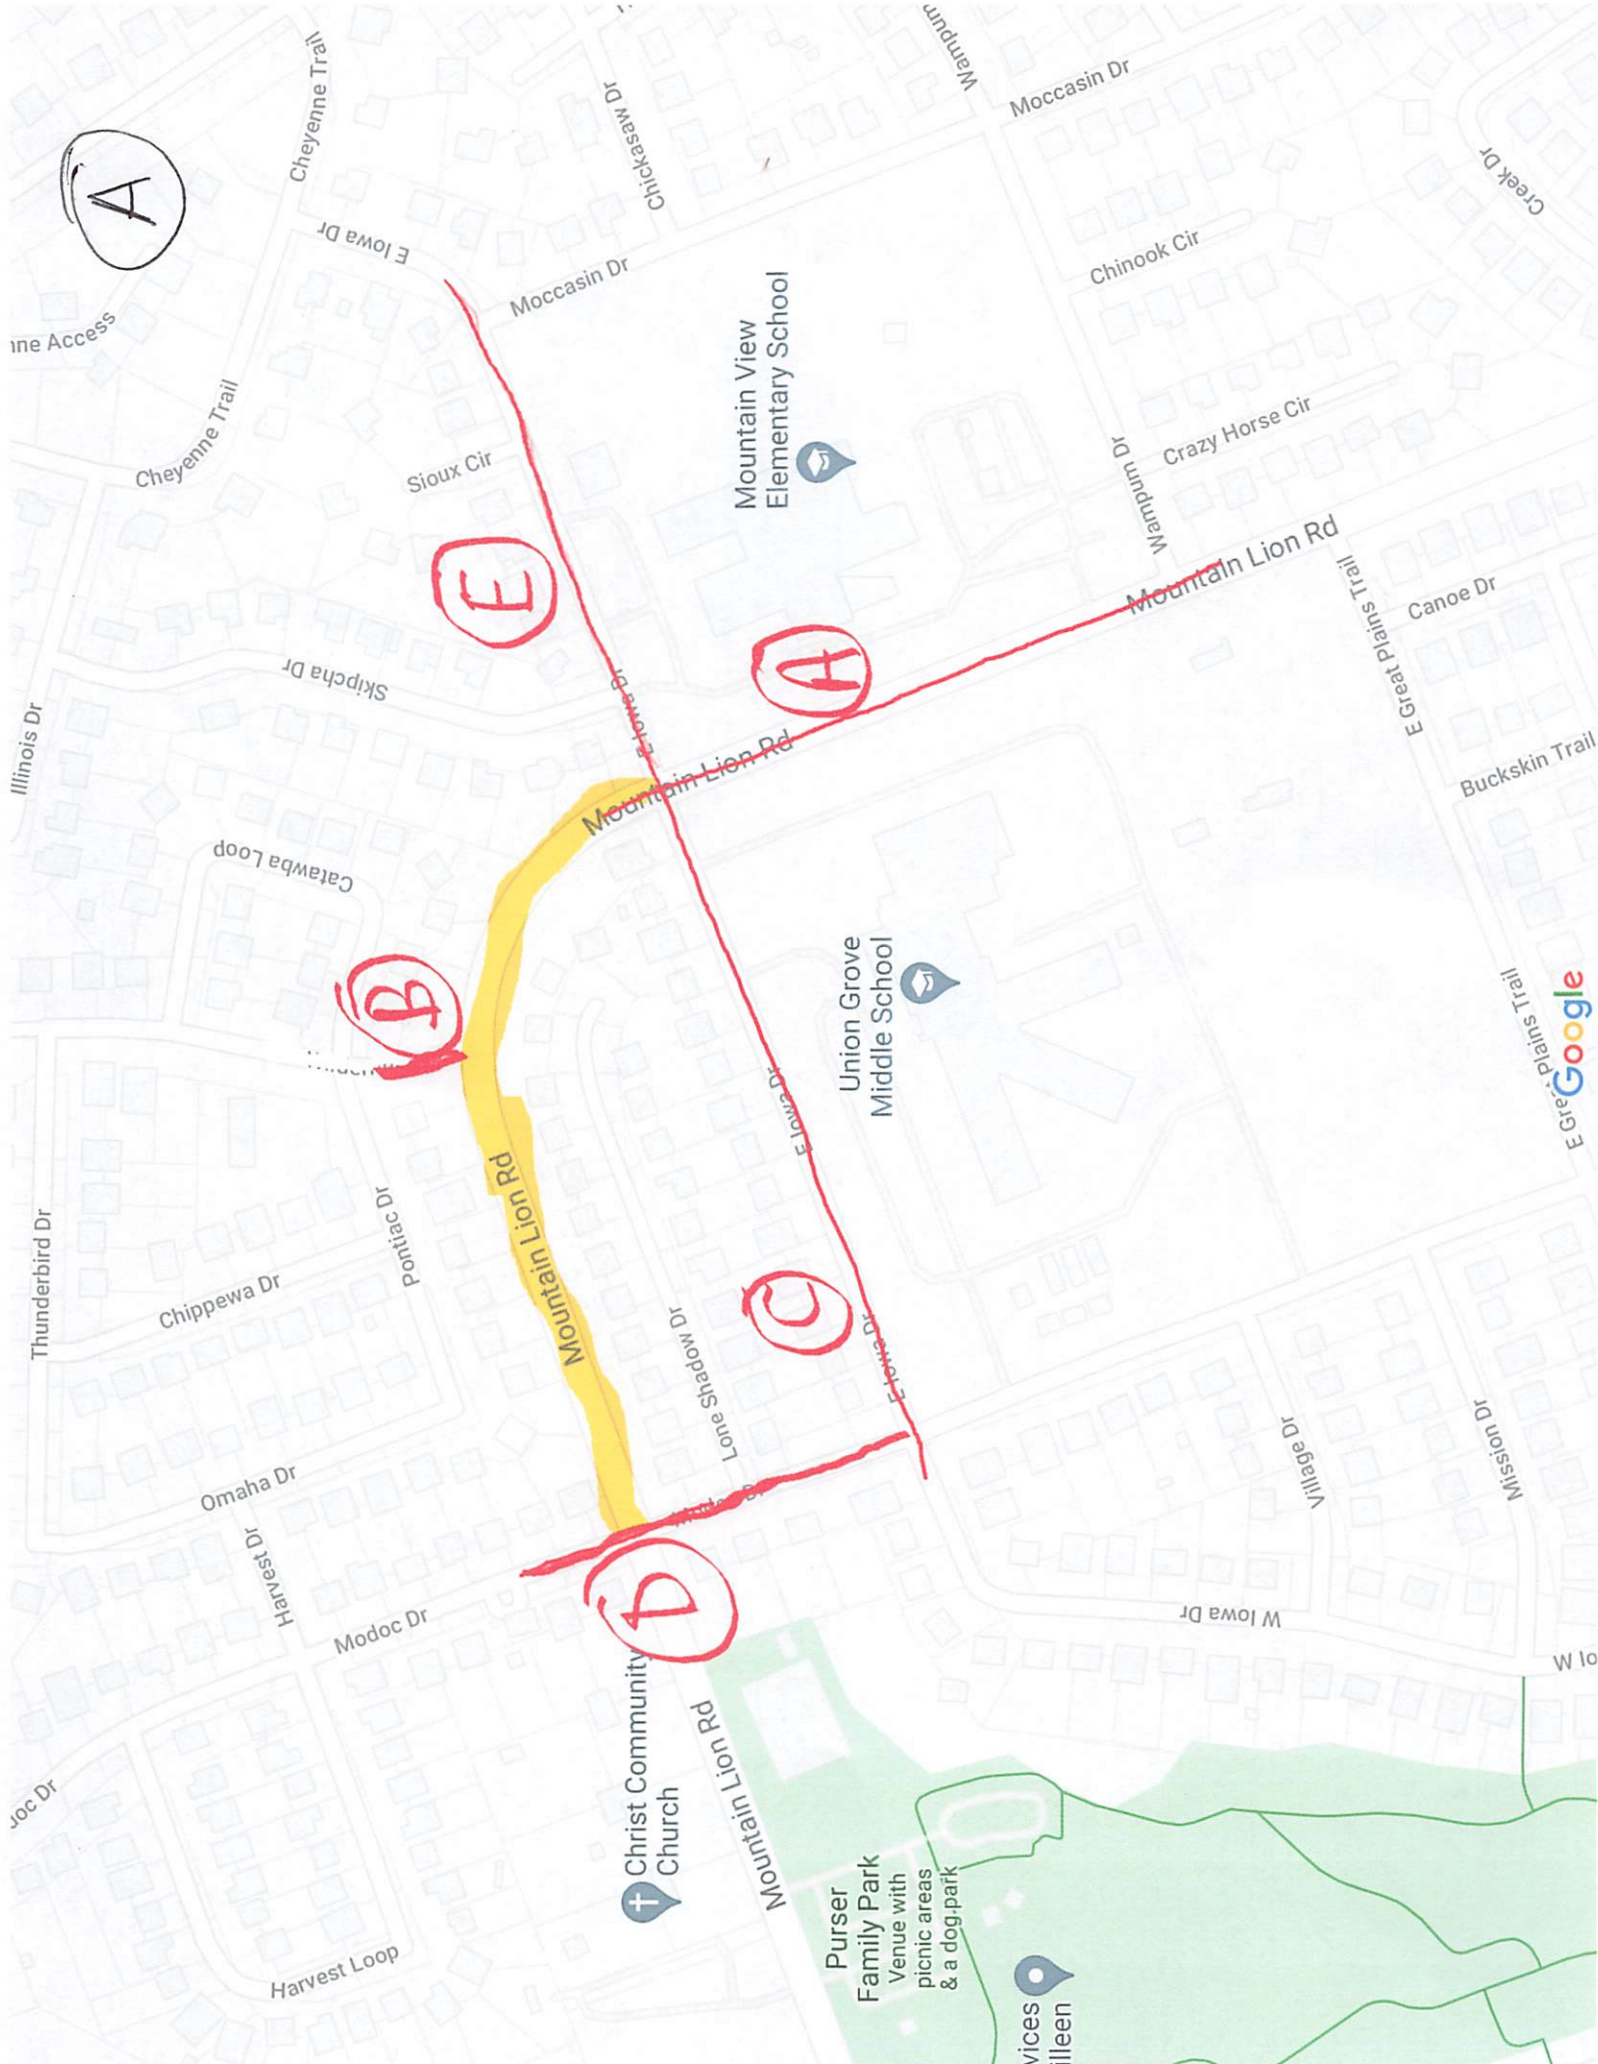 A
Cheyenne Trail
Chickasaw Dr
Wampum
Moccasin Dr
Creek Dr
E Iowa Dr
Chinook Cir
Moccasin Dr
nne Access
Mountain View
Elementary School
Cheyenne Trail
Sioux Cir
Crazy Horse Cir
Wampum Dr
E
Mountain Lion Rd
E Great Plains Trail
Canoe Dr
A
Skipcha Dr
E Iowa Dr
Illinois Dr
Mountain Lion Rd
Buckskin Trail
Catawba Loop
B
Union Grove
Middle School
E Iowa Dr
E Great Plains Trail
Google
Mountain Lion Rd
Pontiac Dr
Thunderbird Dr
Chippewa Dr
C
Lone Shadow Dr
E Iowa Dr
Village Dr
Mission Dr
Omaha Dr
Harvest Dr
Modoc Dr
D
W Iowa Dr
W Io
Christ Community
Church
Mountain Lion Rd
oc Dr
Harvest Loop
Purser
Family Park
Venue with
picnic areas
& a dog park
vices
illeen